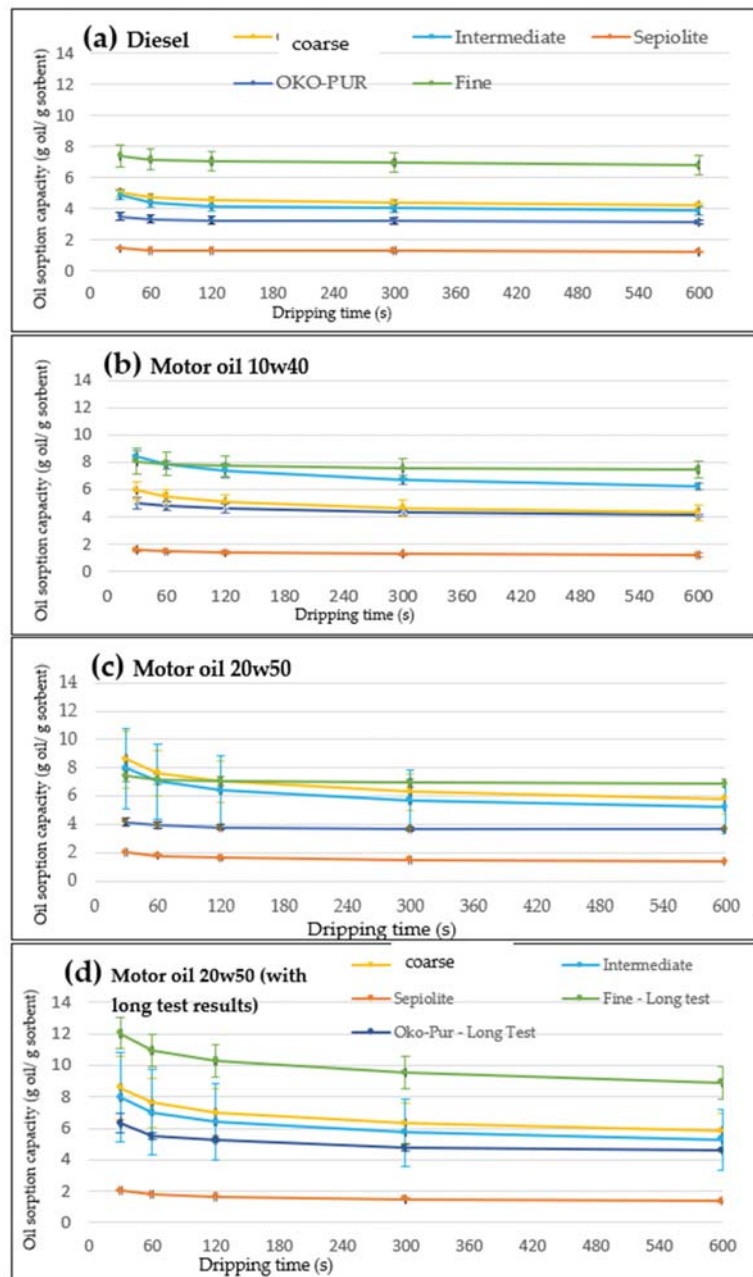 (a) Diesel
coarse
Intermediate
Sepiolite
OKO-PUR
Fine
Oil sorption capacity (g oil/ g sorbent)
14
12
10
8
6
4
2
0
0 60 120 180 240 300 360 420 480 540 600
Dripping time (s)
(b) Motor oil 10w40
Oil sorption capacity (g oil/ g sorbent)
14
12
10
8
6
4
2
0
0 60 120 180 240 300 360 420 480 540 600
Dripping time (s)
(c) Motor oil 20w50
Oil sorption capacity (g oil/ g sorbent)
14
12
10
8
6
4
2
0
0 60 120 180 240 300 360 420 480 540 600
Dripping time (s)
(d) Motor oil 20w50 (with
long test results)
coarse
Intermediate
Sepiolite
Fine - Long test
Oko-Pur - Long Test
Oil sorption capacity (g oil/ g sorbent)
14
12
10
8
6
4
2
0
0 60 120 180 240 300 360 420 480 540 600
Dripping time (s)